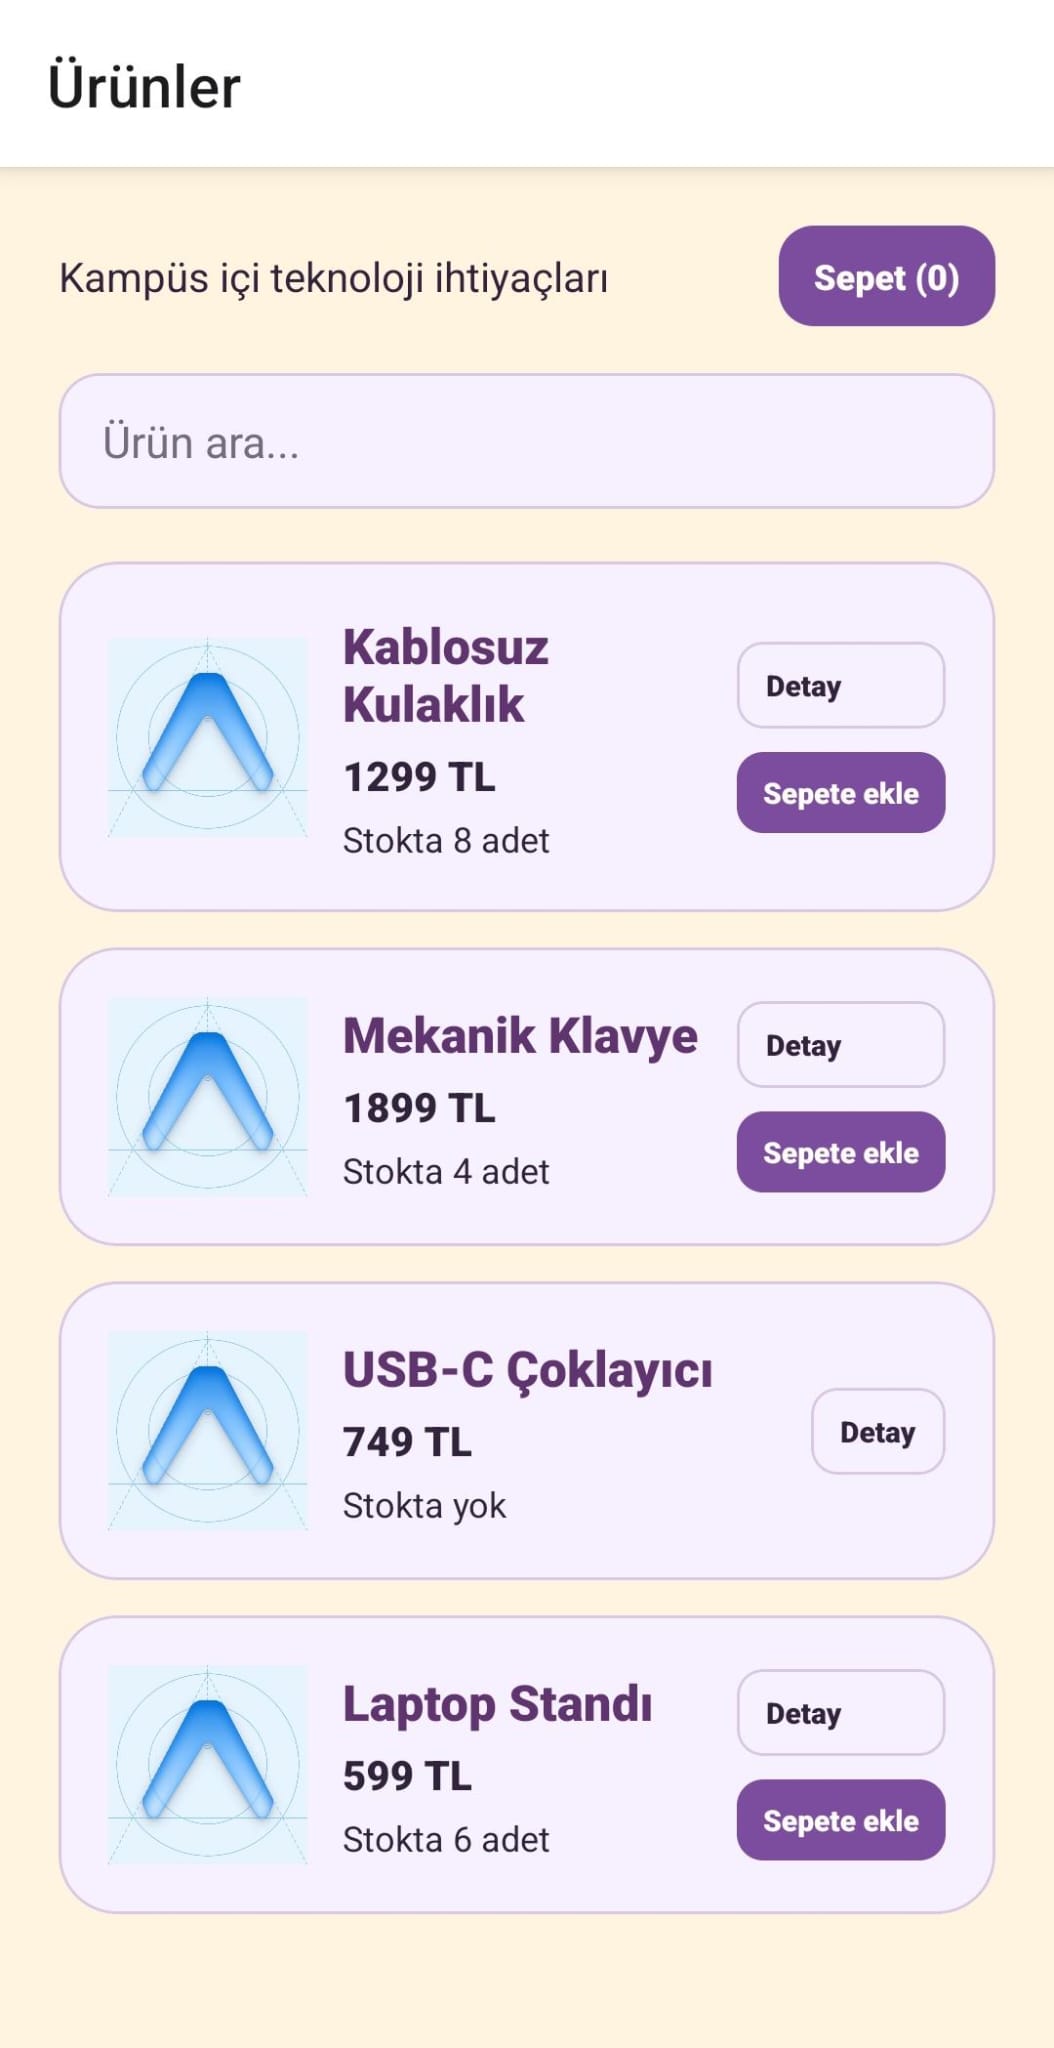 Ürünler
Kampüs içi teknoloji ihtiyaçları
Sepet (0)
Ürün ara...
Kablosuz
Kulaklık
1299 TL
Stokta 8 adet
Detay
Sepete ekle
Mekanik Klavye
1899 TL
Stokta 4 adet
Detay
Sepete ekle
USB-C Çoklayıcı
749 TL
Stokta yok
Detay
Laptop Standı
599 TL
Stokta 6 adet
Detay
Sepete ekle